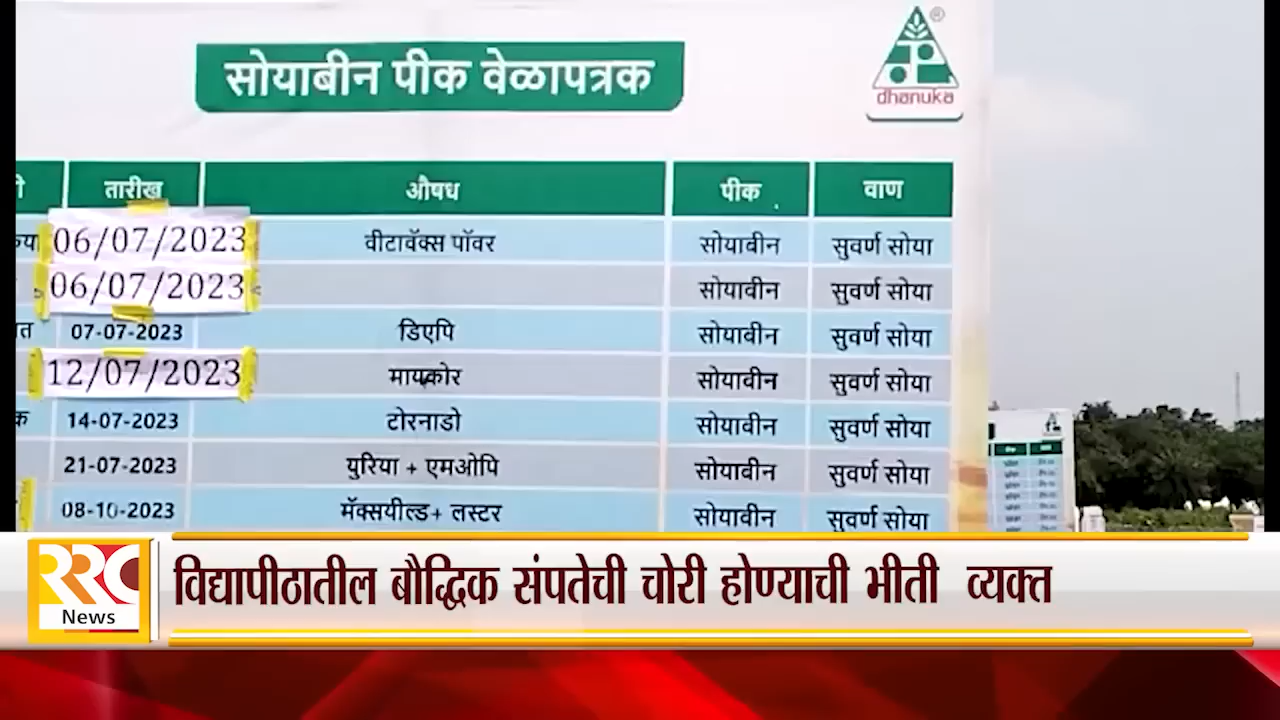 सोयाबीन पीक वेळापत्रक
®
dhanuka
तारीख औषध पीक वाण
06/07/2023 वीटावॅक्स पॉवर सोयाबीन सुवर्ण सोया
06/07/2023 सोयाबीन सुवर्ण सोया
07-07-2023 डिएपि सोयाबीन सुवर्ण सोया
12/07/2023 मायकोर सोयाबीन सुवर्ण सोया
14-07-2023 टोरनाडो सोयाबीन सुवर्ण सोया
21-07-2023 युरिया + एमओपि सोयाबीन सुवर्ण सोया
08-10-2023 मॅक्सयील्ड+ लस्टर सोयाबीन सुवर्ण सोया
RRC
News
विद्यापीठातील बौद्धिक संपतेची चोरी होण्याची भीती व्यक्त